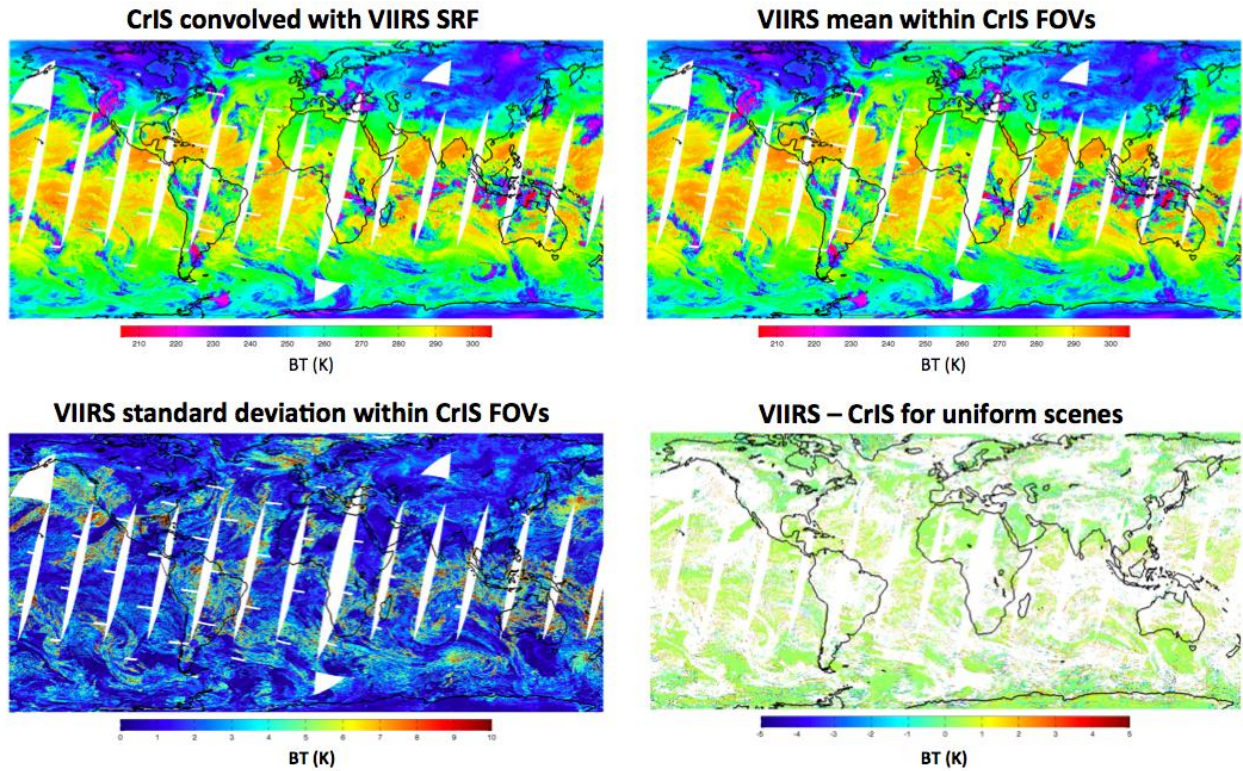 CrIS convolved with VIIRS SRF
VIIRS mean within CrIS FOVs
210 220 230 240 250 260 270 280 290 300
BT (K)
210 220 230 240 250 260 270 280 290 300
BT (K)
VIIRS standard deviation within CrIS FOVs
VIIRS – CrIS for uniform scenes
0 1 2 3 4 5 6 7 8 9 10
BT (K)
-5 -4 -3 -2 -1 0 1 2 3 4 5
BT (K)